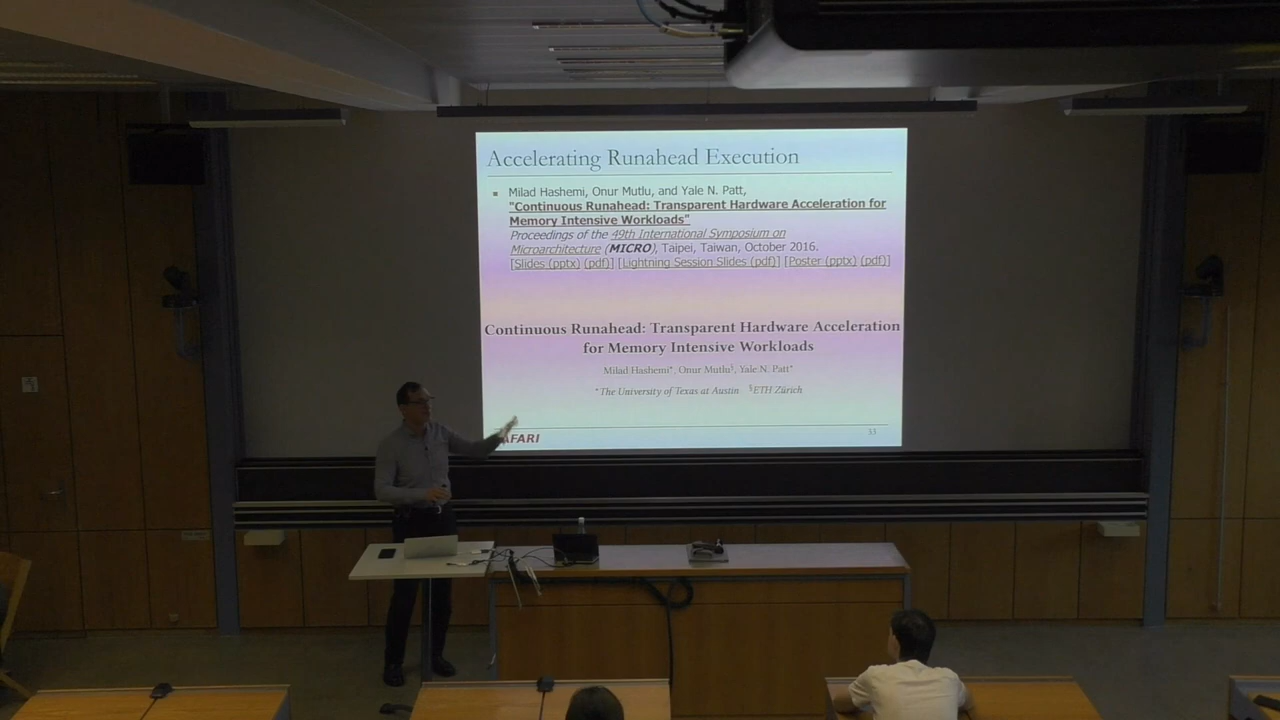 Accelerating Runahead Execution
Milad Hashemi, Onur Mutlu, and Yale N. Patt,
"Continuous Runahead: Transparent Hardware Acceleration for
Memory Intensive Workloads"
Proceedings of the 49th International Symposium on
Microarchitecture (MICRO), Taipei, Taiwan, October 2016.
[Slides (pptx) (pdf)] [Lightning Session Slides (pdf)] [Poster (pptx) (pdf)]
Continuous Runahead: Transparent Hardware Acceleration
for Memory Intensive Workloads
Milad Hashemi*, Onur Mutlu§, Yale N. Patt*
*The University of Texas at Austin §ETH Zürich
AFARI
33